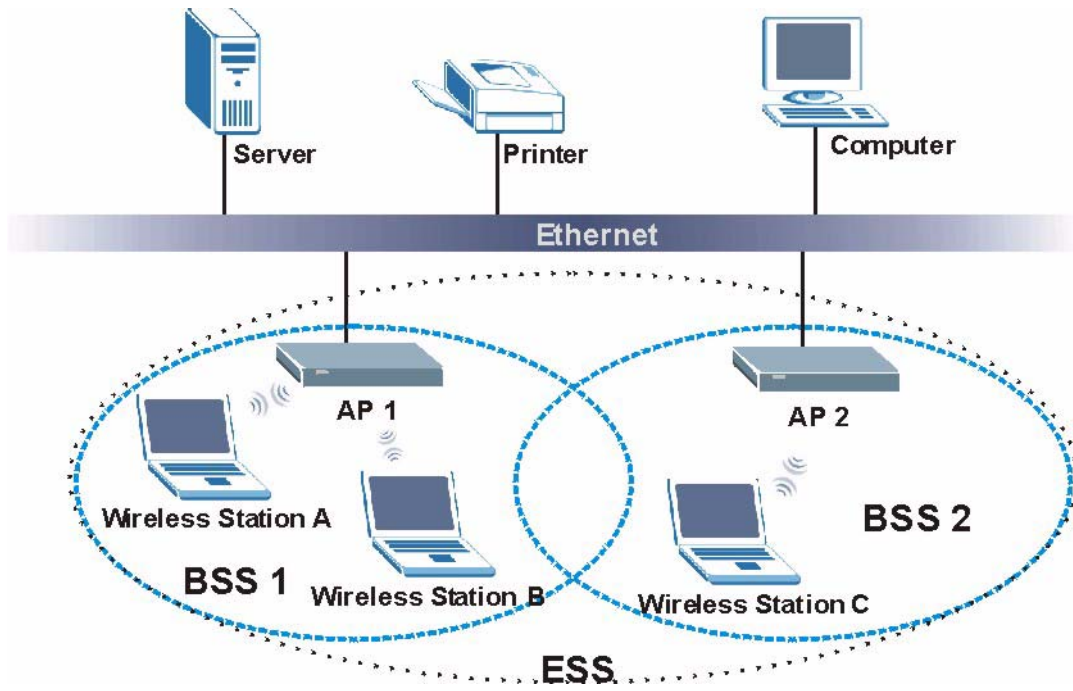 Server
Printer
Computer
Ethernet
AP 1
AP 2
Wireless Station A
BSS 2
BSS 1
Wireless Station B
Wireless Station C
ESS